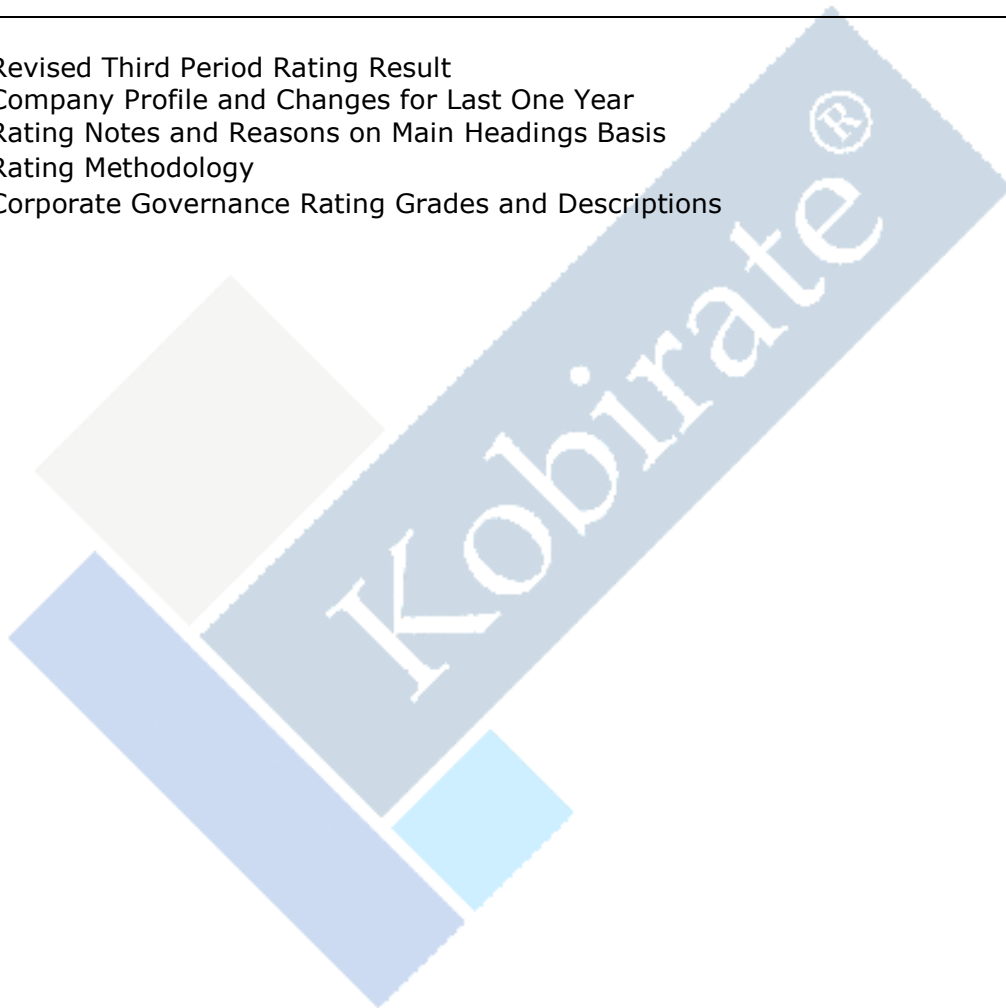 Revised Third Period Rating Result
Company Profile and Changes for Last One Year
Rating Notes and Reasons on Main Headings Basis
Rating Methodology
Corporate Governance Rating Grades and Descriptions
Kobirate®